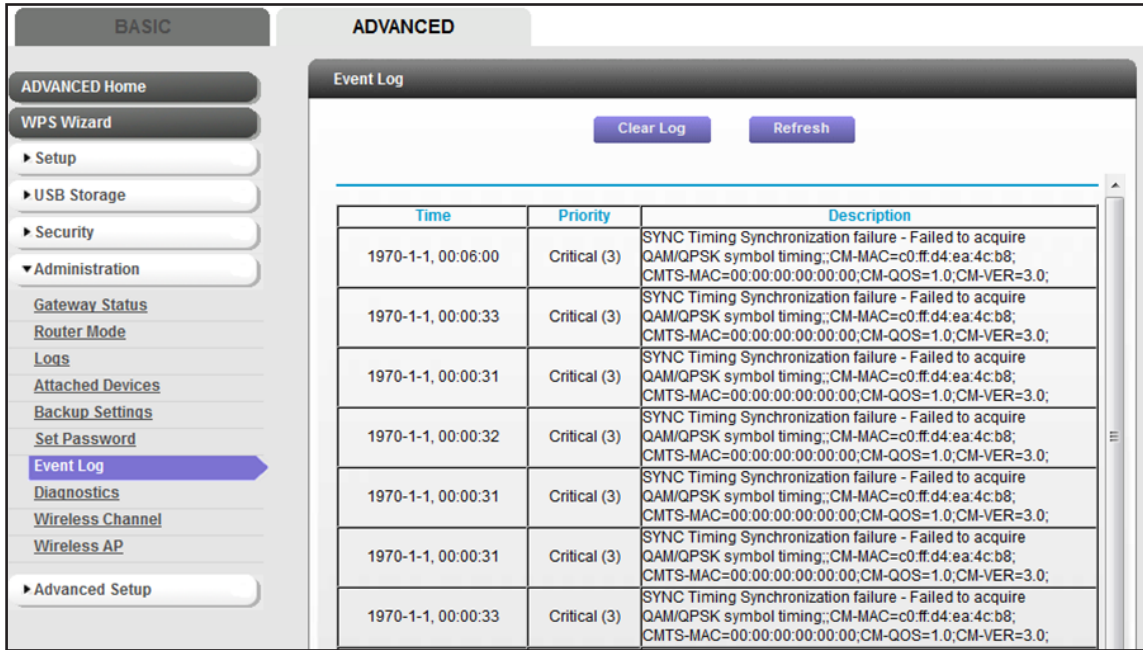 BASIC
ADVANCED
ADVANCED Home
WPS Wizard
Setup
USB Storage
Security
Administration
Gateway Status
Router Mode
Logs
Attached Devices
Backup Settings
Set Password
Event Log
Diagnostics
Wireless Channel
Wireless AP
Advanced Setup
Event Log
Clear Log
Refresh
Time Priority Description
1970-1-1, 00:06:00 Critical (3) SYNC Timing Synchronization failure - Failed to acquire
QAM/QPSK symbol timing;;CM-MAC=c0:ff:d4:ea:4c:b8;
CMTS-MAC=00:00:00:00:00:00;CM-QOS=1.0;CM-VER=3.0;
1970-1-1, 00:00:33 Critical (3) SYNC Timing Synchronization failure - Failed to acquire
QAM/QPSK symbol timing;;CM-MAC=c0:ff:d4:ea:4c:b8;
CMTS-MAC=00:00:00:00:00:00;CM-QOS=1.0;CM-VER=3.0;
1970-1-1, 00:00:31 Critical (3) SYNC Timing Synchronization failure - Failed to acquire
QAM/QPSK symbol timing;;CM-MAC=c0:ff:d4:ea:4c:b8;
CMTS-MAC=00:00:00:00:00:00;CM-QOS=1.0;CM-VER=3.0;
1970-1-1, 00:00:32 Critical (3) SYNC Timing Synchronization failure - Failed to acquire
QAM/QPSK symbol timing;;CM-MAC=c0:ff:d4:ea:4c:b8;
CMTS-MAC=00:00:00:00:00:00;CM-QOS=1.0;CM-VER=3.0;
1970-1-1, 00:00:31 Critical (3) SYNC Timing Synchronization failure - Failed to acquire
QAM/QPSK symbol timing;;CM-MAC=c0:ff:d4:ea:4c:b8;
CMTS-MAC=00:00:00:00:00:00;CM-QOS=1.0;CM-VER=3.0;
1970-1-1, 00:00:31 Critical (3) SYNC Timing Synchronization failure - Failed to acquire
QAM/QPSK symbol timing;;CM-MAC=c0:ff:d4:ea:4c:b8;
CMTS-MAC=00:00:00:00:00:00;CM-QOS=1.0;CM-VER=3.0;
1970-1-1, 00:00:33 Critical (3) SYNC Timing Synchronization failure - Failed to acquire
QAM/QPSK symbol timing;;CM-MAC=c0:ff:d4:ea:4c:b8;
CMTS-MAC=00:00:00:00:00:00;CM-QOS=1.0;CM-VER=3.0;